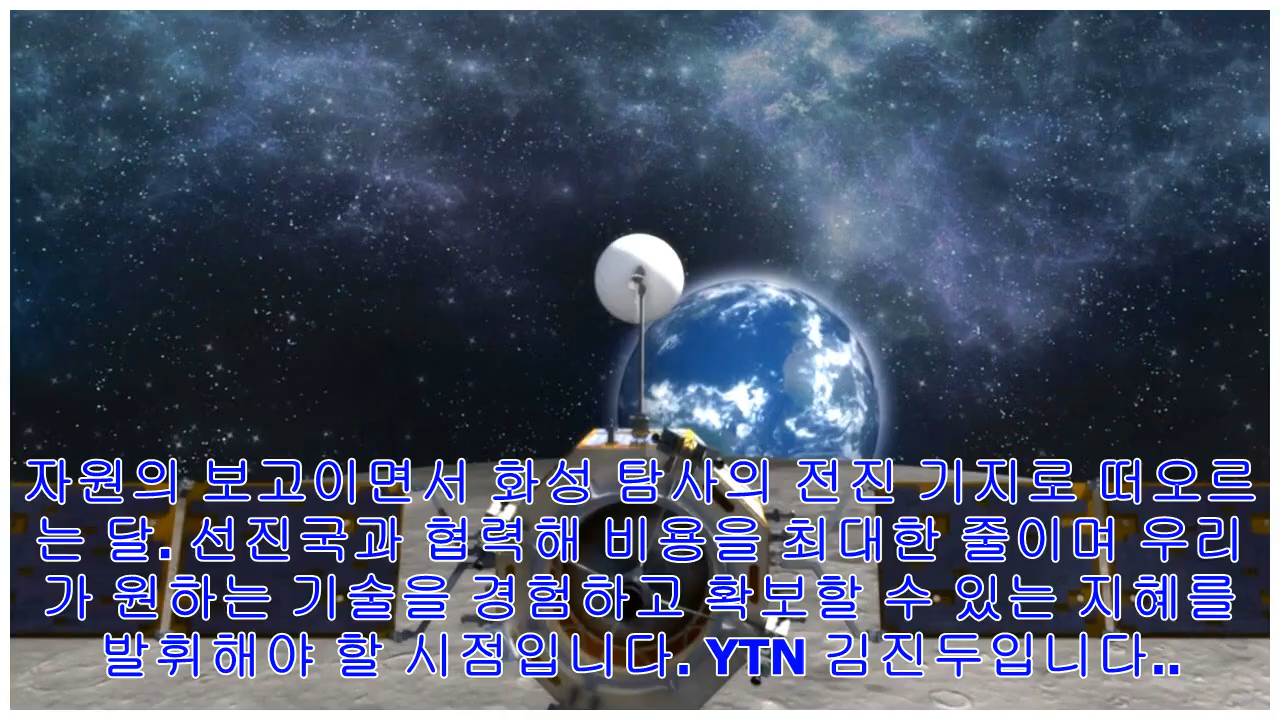 자원의 보고이면서 화성 탐사의 전진 기지로 떠오르
는 달. 선진국과 협력해 비용을 최대한 줄이며 우리
가 원하는 기술을 경험하고 확보할 수 있는 지혜를
발휘해야 할 시점입니다. YTN 김진두입니다..